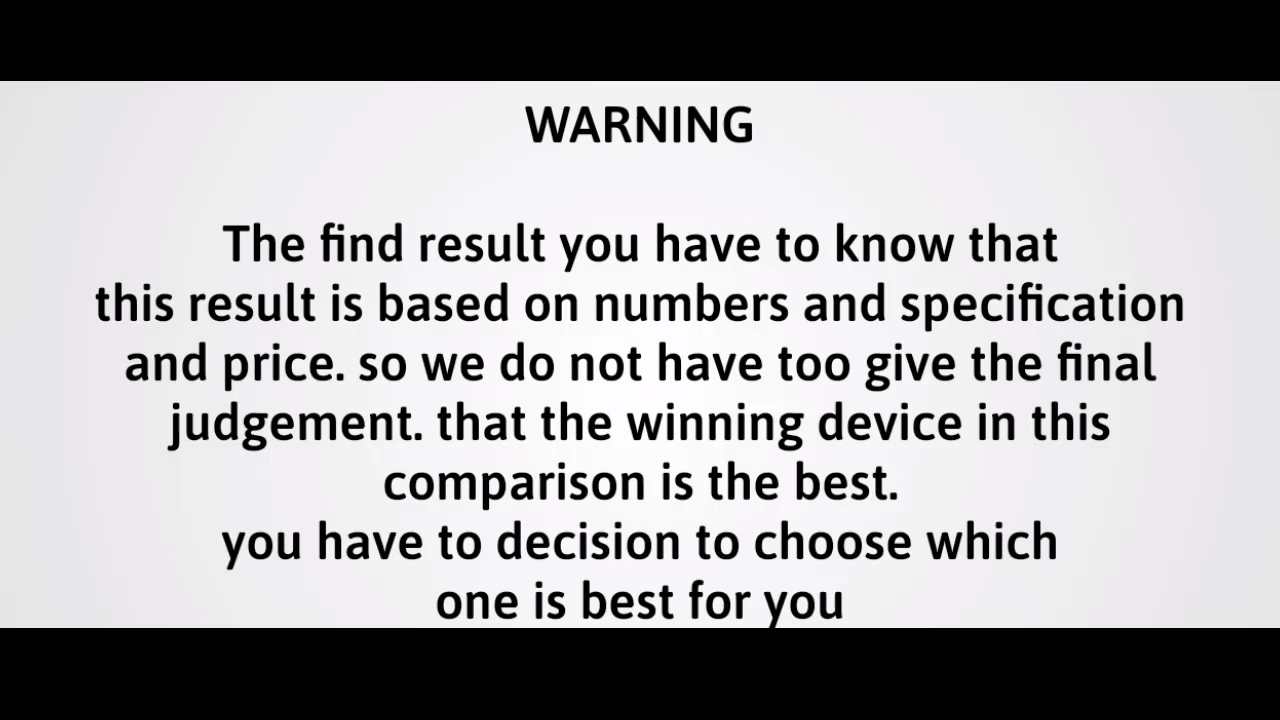 WARNING
The find result you have to know that
this result is based on numbers and specification
and price. so we do not have too give the final
judgement. that the winning device in this
comparison is the best.
you have to decision to choose which
one is best for you